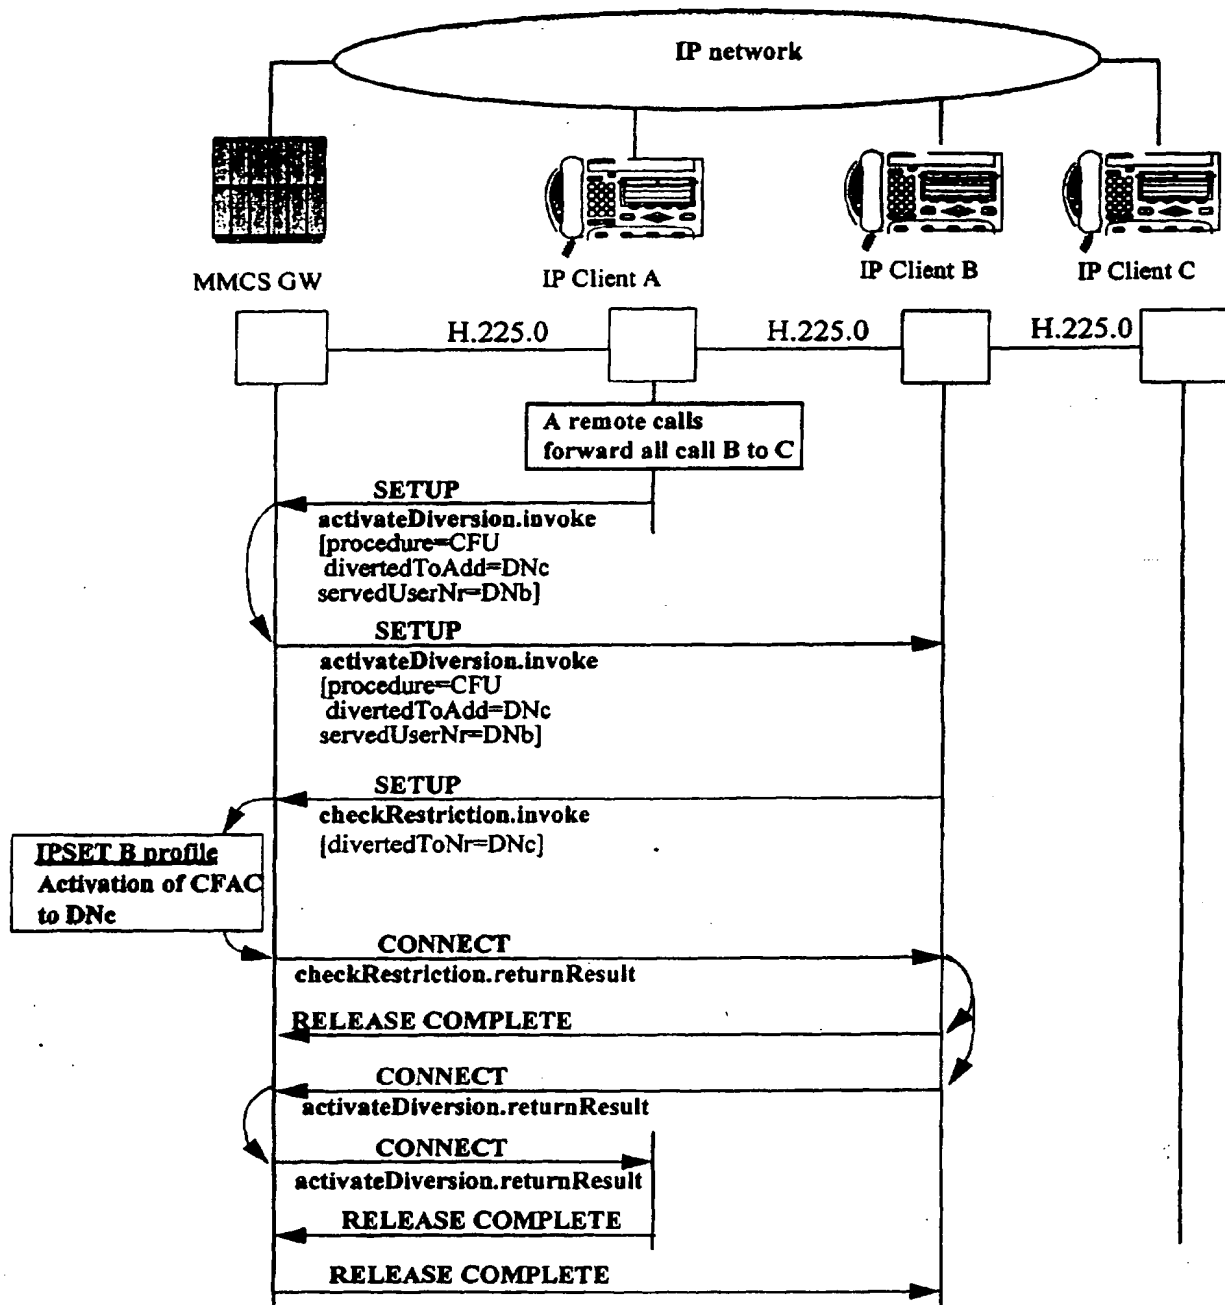 IP network
MMCS GW
IP Client A
IP Client B
IP Client C
H.225.0
H.225.0
H.225.0
A remote calls
forward all call B to C
SETUP
activateDiversion.invoke
[procedure=CFU
divertedToAdd=DNc
servedUserNr=DNb]
SETUP
activateDiversion.invoke
[procedure=CFU
divertedToAdd=DNc
servedUserNr=DNb]
SETUP
checkRestriction.invoke
[divertedToNr=DNc]
IPSET B profile
Activation of CFAC
to DNc
CONNECT
checkRestriction.returnResult
RELEASE COMPLETE
CONNECT
activateDiversion.returnResult
CONNECT
activateDiversion.returnResult
RELEASE COMPLETE
RELEASE COMPLETE